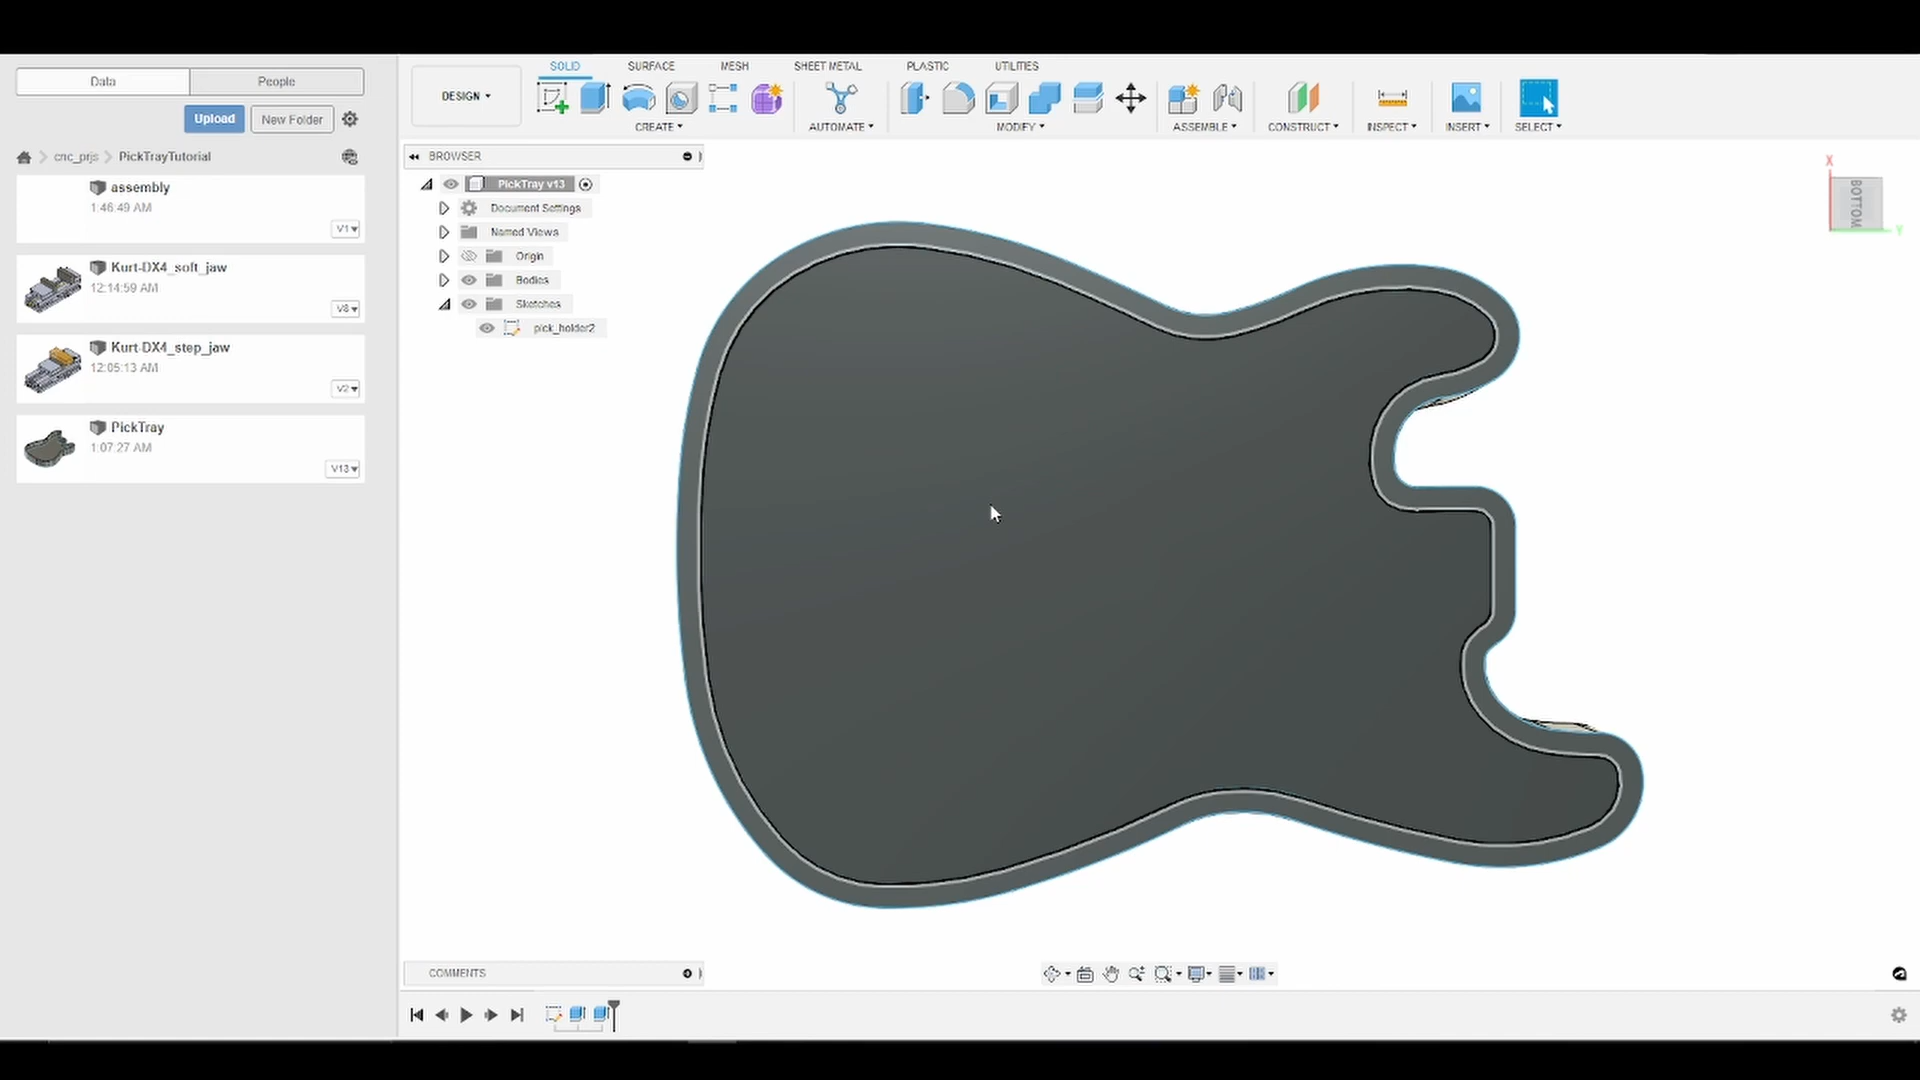 Data
People
Upload
New Folder
cnc_prjs
PickTrayTutorial
assembly
1:46:49 AM
V1
Kurt-DX4_soft_jaw
12:14:59 AM
V8
Kurt-DX4_step_jaw
12:05:13 AM
V2
PickTray
1:07:27 AM
V13
DESIGN
SOLID
SURFACE
MESH
SHEET METAL
PLASTIC
UTILITIES
CREATE
AUTOMATE
MODIFY
ASSEMBLE
CONSTRUCT
INSPECT
INSERT
SELECT
BROWSER
PickTray v13
Document Settings
Named Views
Origin
Bodies
Sketches
pick_holder2
X
BOTTOM
Y
COMMENTS